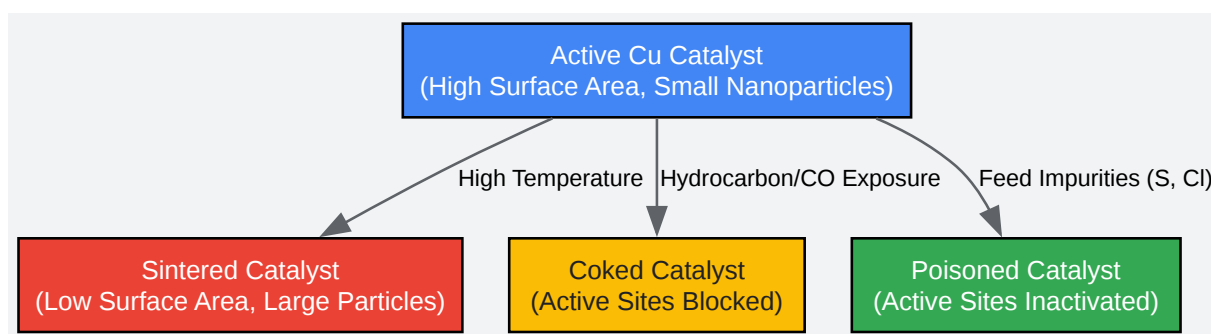 Active Cu Catalyst
(High Surface Area, Small Nanoparticles)
High Temperature
Hydrocarbon/CO Exposure
Feed Impurities (S, Cl)
Sintered Catalyst
(Low Surface Area, Large Particles)
Coked Catalyst
(Active Sites Blocked)
Poisoned Catalyst
(Active Sites Inactivated)